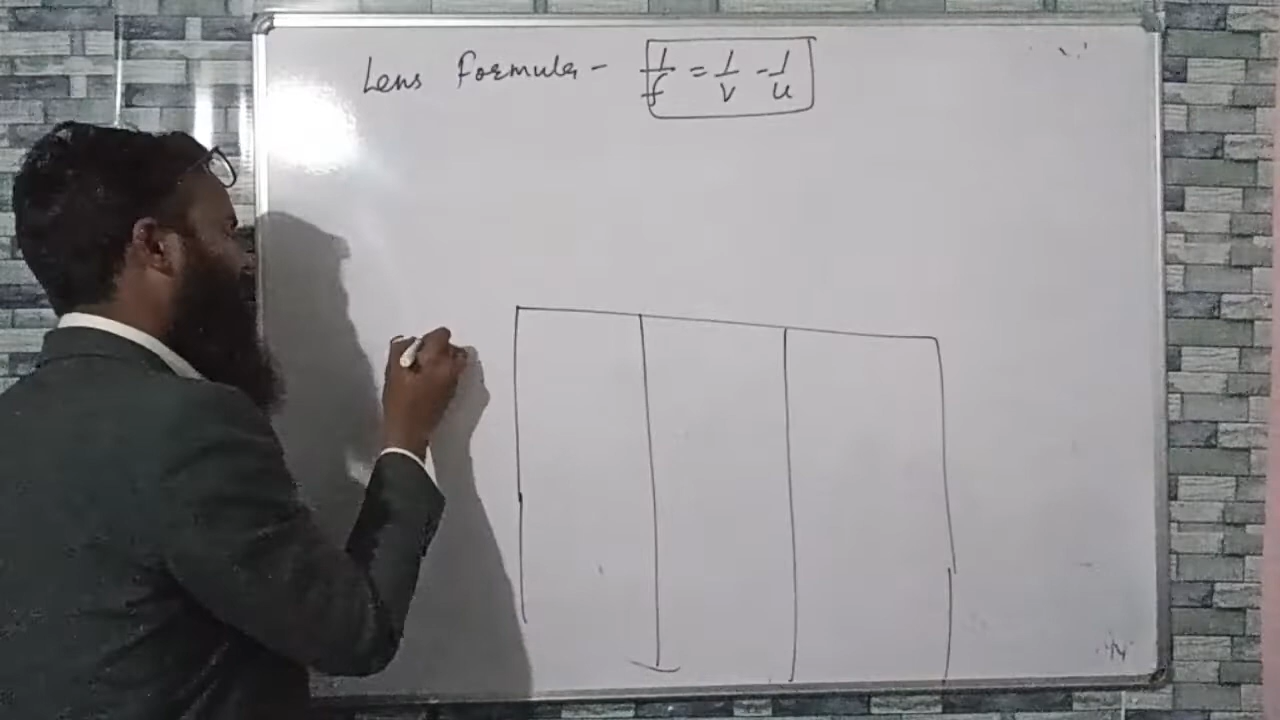 Lens Formula - 1/f = 1/v - 1/u